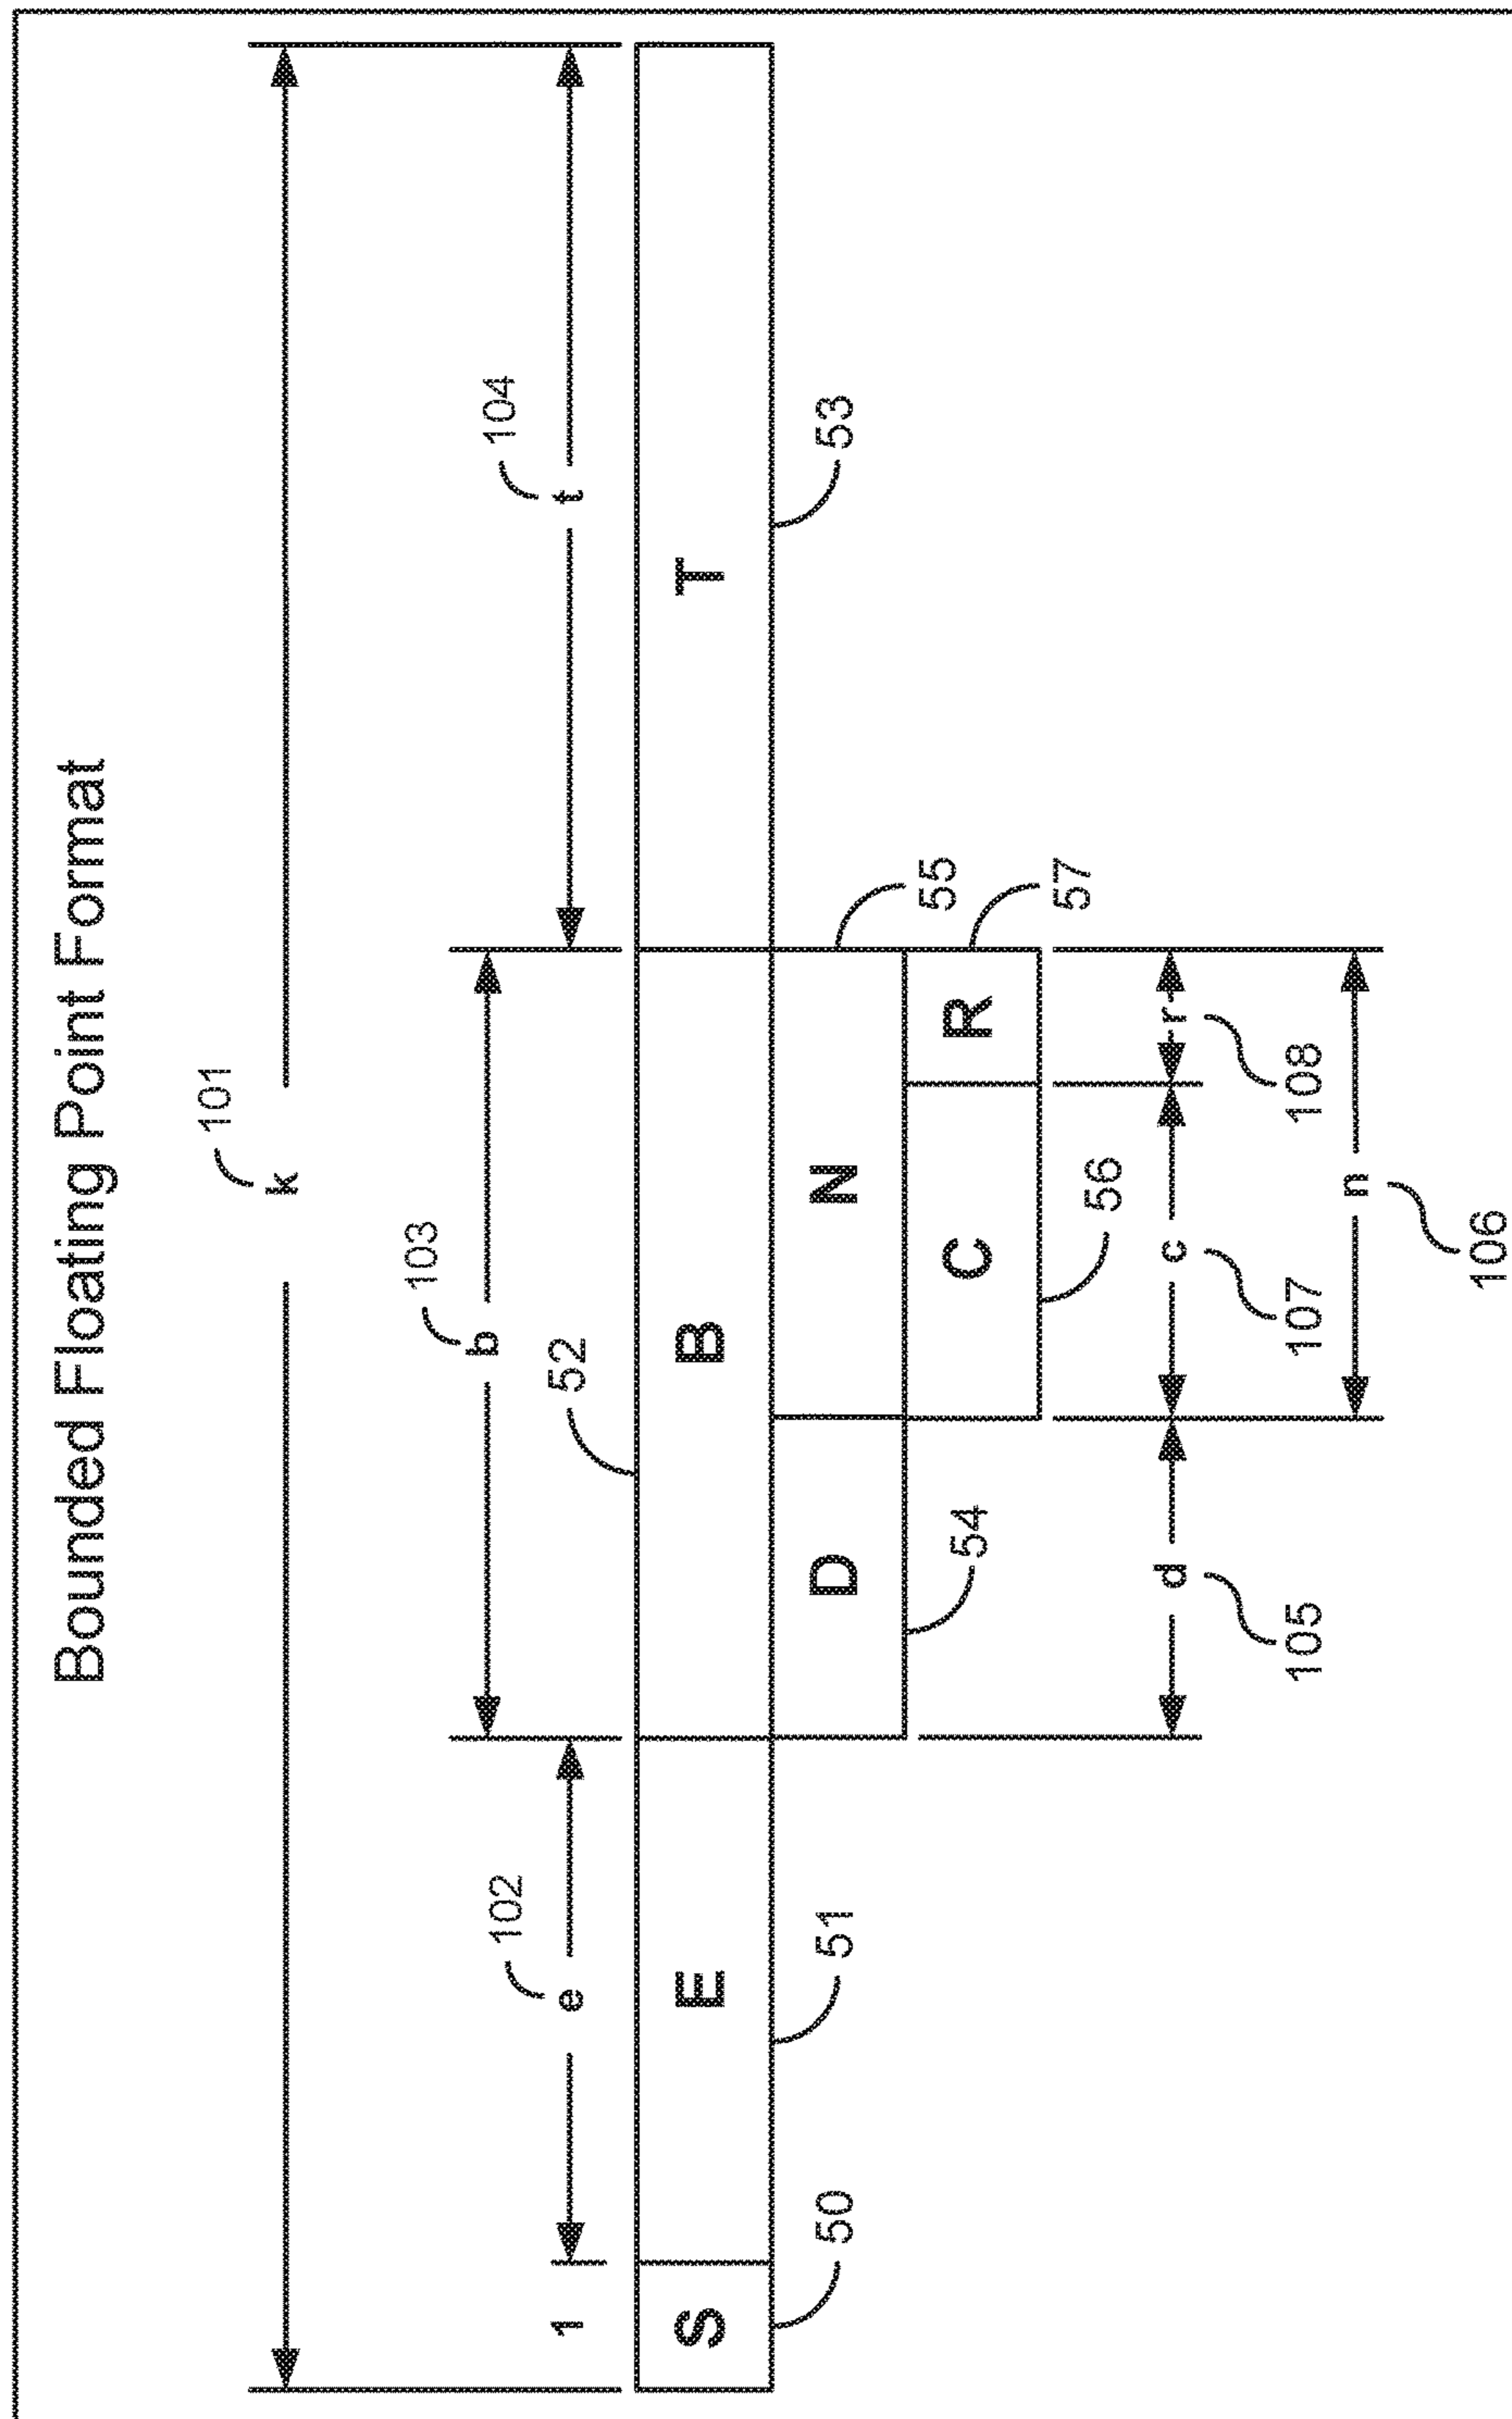 Bounded Floating Point Format
101
k
103
b
102
e
104
t
1
52
S
E
B
T
50
51
53
D
N
55
54
C
R
57
56
d
c
r
105
107
108
n
106